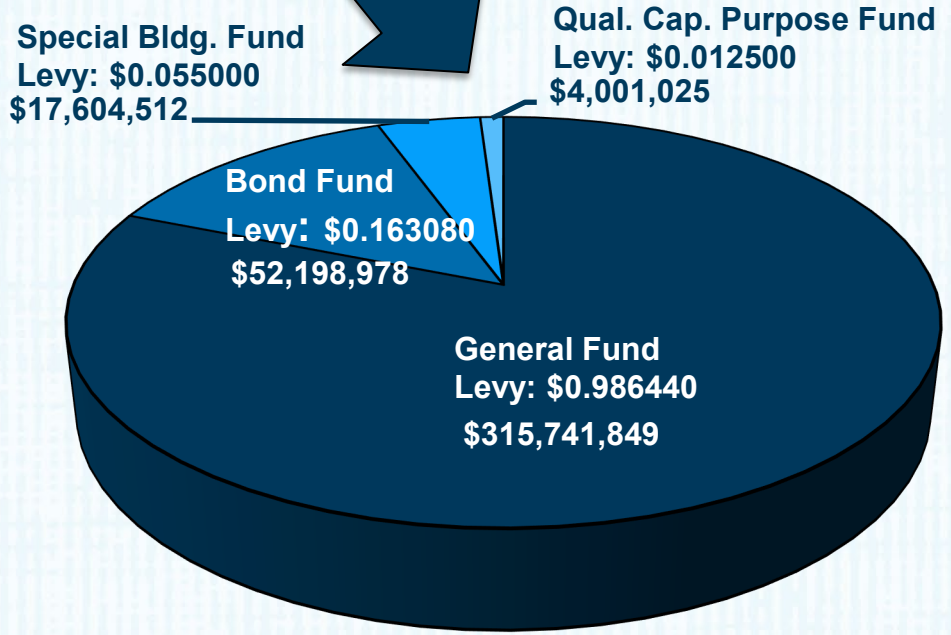 Special Bldg. Fund
Levy: $0.055000
$17,604,512
Qual. Cap. Purpose Fund
Levy: $0.012500
$4,001,025
Bond Fund
Levy: $0.163080
$52,198,978
General Fund
Levy: $0.986440
$315,741,849